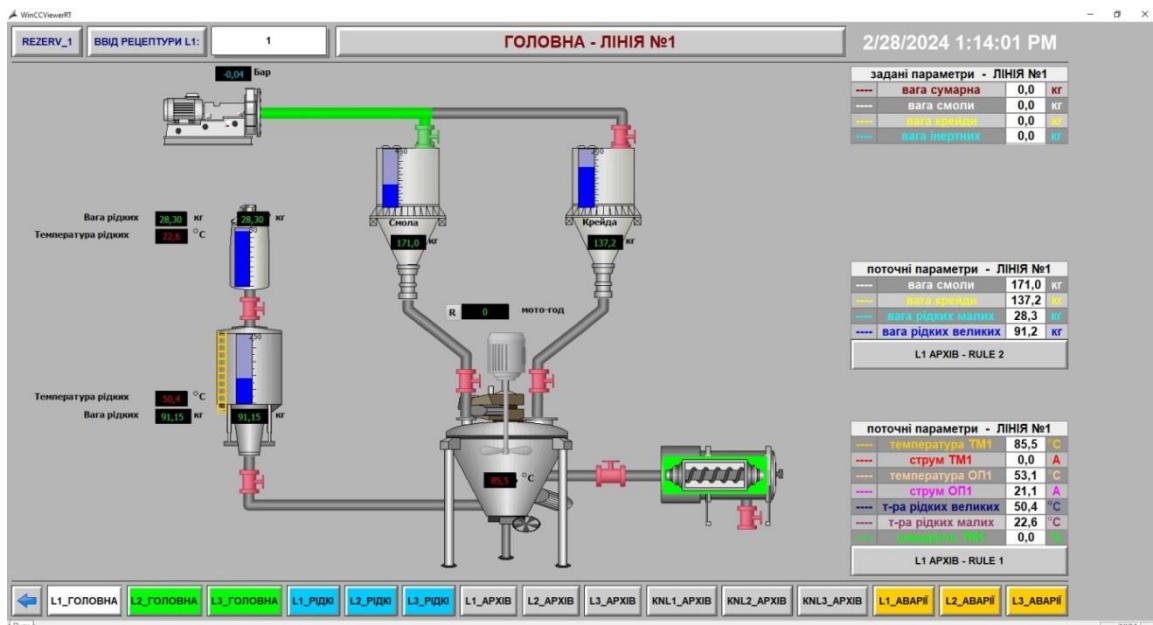 WinCCViewerRT
REZERV_1 ВВІД РЕЦЕПТУРИ L1: 1 ГОЛОВНА - ЛІНІЯ №1 2/28/2024 1:14:01 PM
-0,04 Бар
задані параметри - ЛІНІЯ №1
---- вага сумарна 0,0 кг
---- вага смоли 0,0 кг
---- вага крейди 0,0 кг
---- вага інертних 0,0 кг
450
200
Смола
171,0 кг
Крейда
137,2 кг
Вага рідких 28,30 кг
28,30 кг
Температура рідких 22,6 °C
R 0 мото-год
250
Температура рідких 50,4 °C
Вага рідких 91,15 кг
91,15 кг
85,5 °C
поточні параметри - ЛІНІЯ №1
---- вага смоли 171,0 кг
---- вага крейди 137,2 кг
---- вага рідких малих 28,3 кг
---- вага рідких великих 91,2 кг
L1 АРХІВ - RULE 2
поточні параметри - ЛІНІЯ №1
---- температура ТМ1 85,5 °C
---- струм ТМ1 0,0 A
---- температура ОП1 53,1 °C
---- струм ОП1 21,1 A
---- т-ра рідких великих 50,4 °C
---- т-ра рідких малих 22,6 °C
---- ТМ1 0,0
L1 АРХІВ - RULE 1
L1_ГОЛОВНА L2_ГОЛОВНА L3_ГОЛОВНА L1_РІДКІ L2_РІДКІ L3_РІДКІ L1_АРХІВ L2_АРХІВ L3_АРХІВ KNL1_АРХІВ KNL2_АРХІВ KNL3_АРХІВ L1_АВАРІЇ L2_АВАРІЇ L3_АВАРІЇ